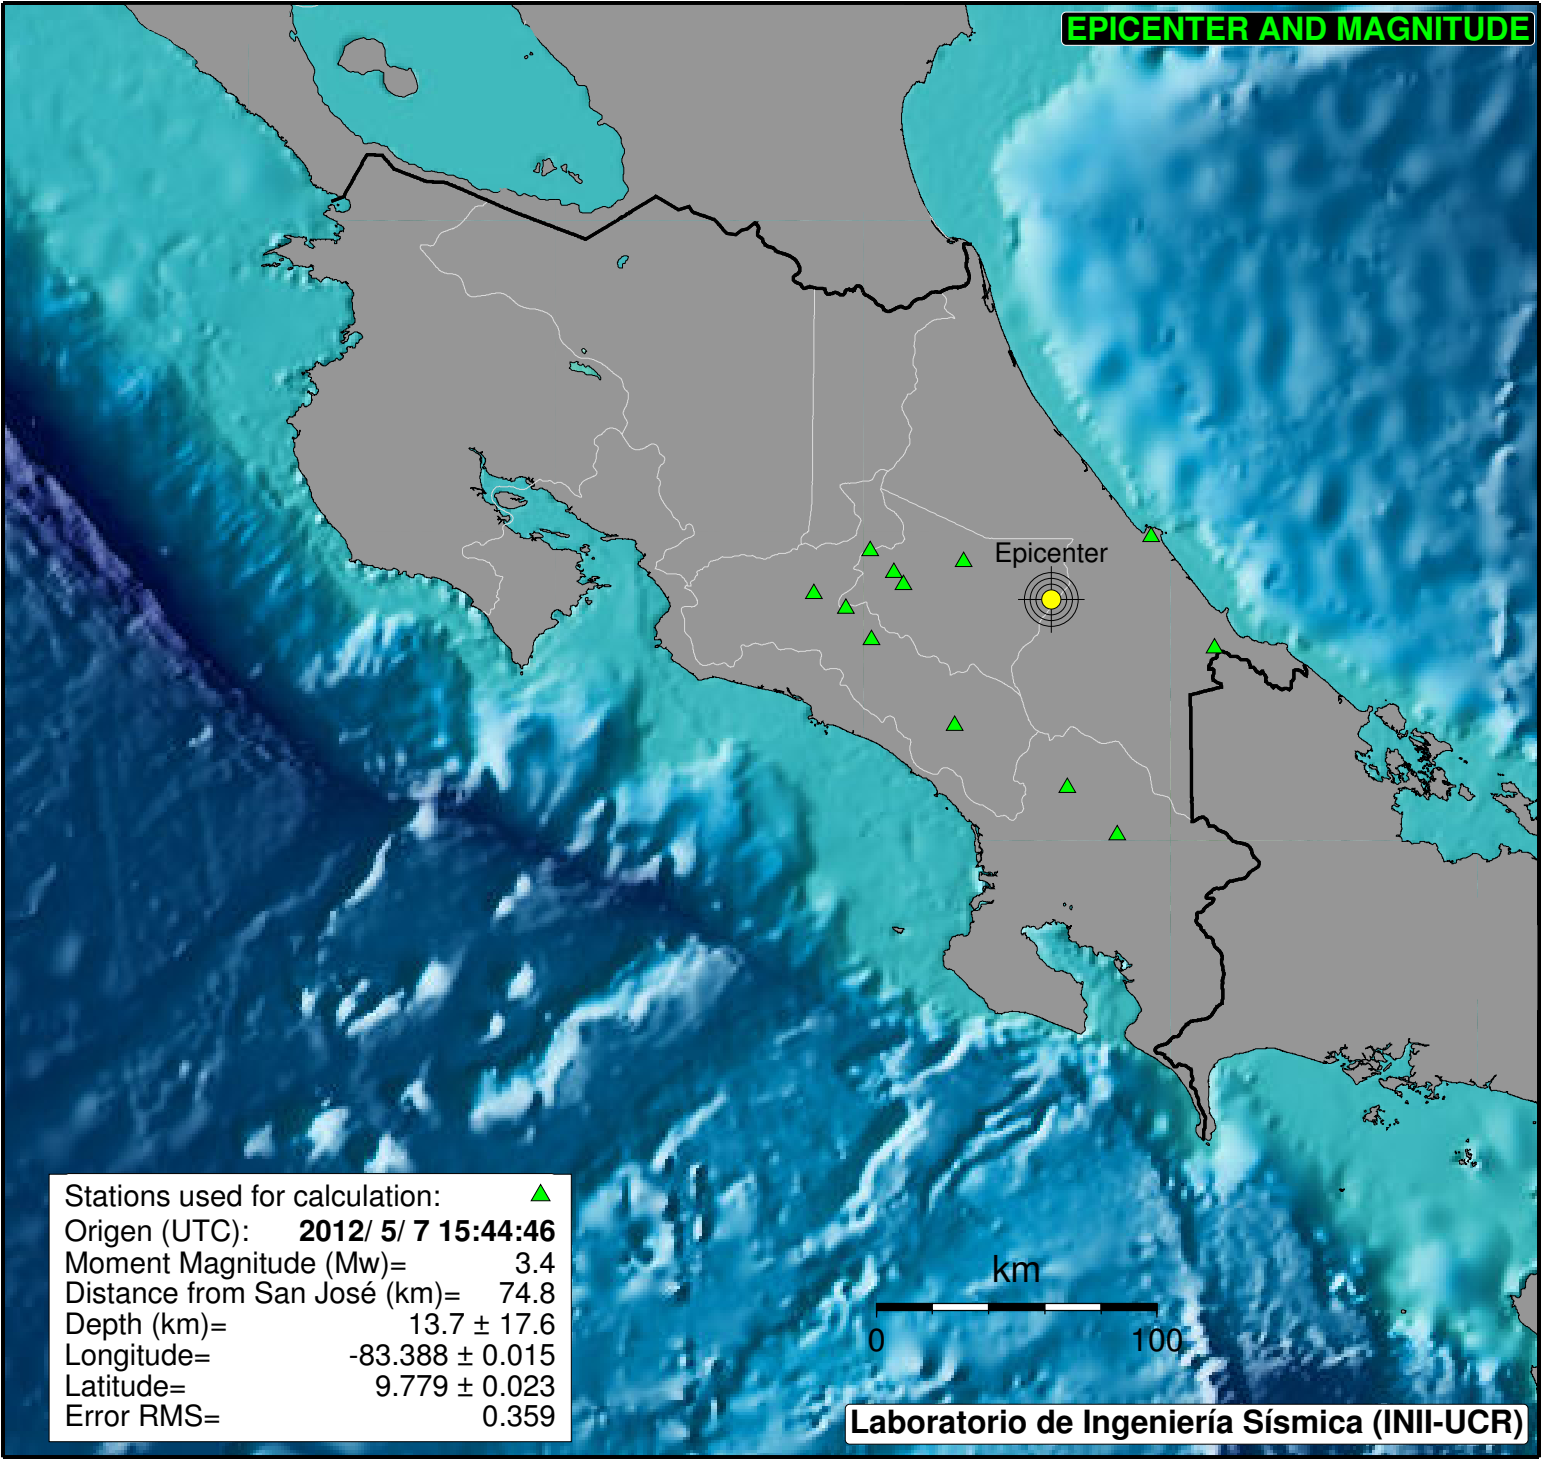 EPICENTER AND MAGNITUDE
Epicenter
Stations used for calculation:
Origen (UTC): 2012/ 5/ 7 15:44:46
Moment Magnitude (Mw)= 3.4
Distance from San José (km)= 74.8
Depth (km)= 13.7 ± 17.6
Longitude= -83.388 ± 0.015
Latitude= 9.779 ± 0.023
Error RMS= 0.359
km
0 100
Laboratorio de Ingeniería Sísmica (INII-UCR)